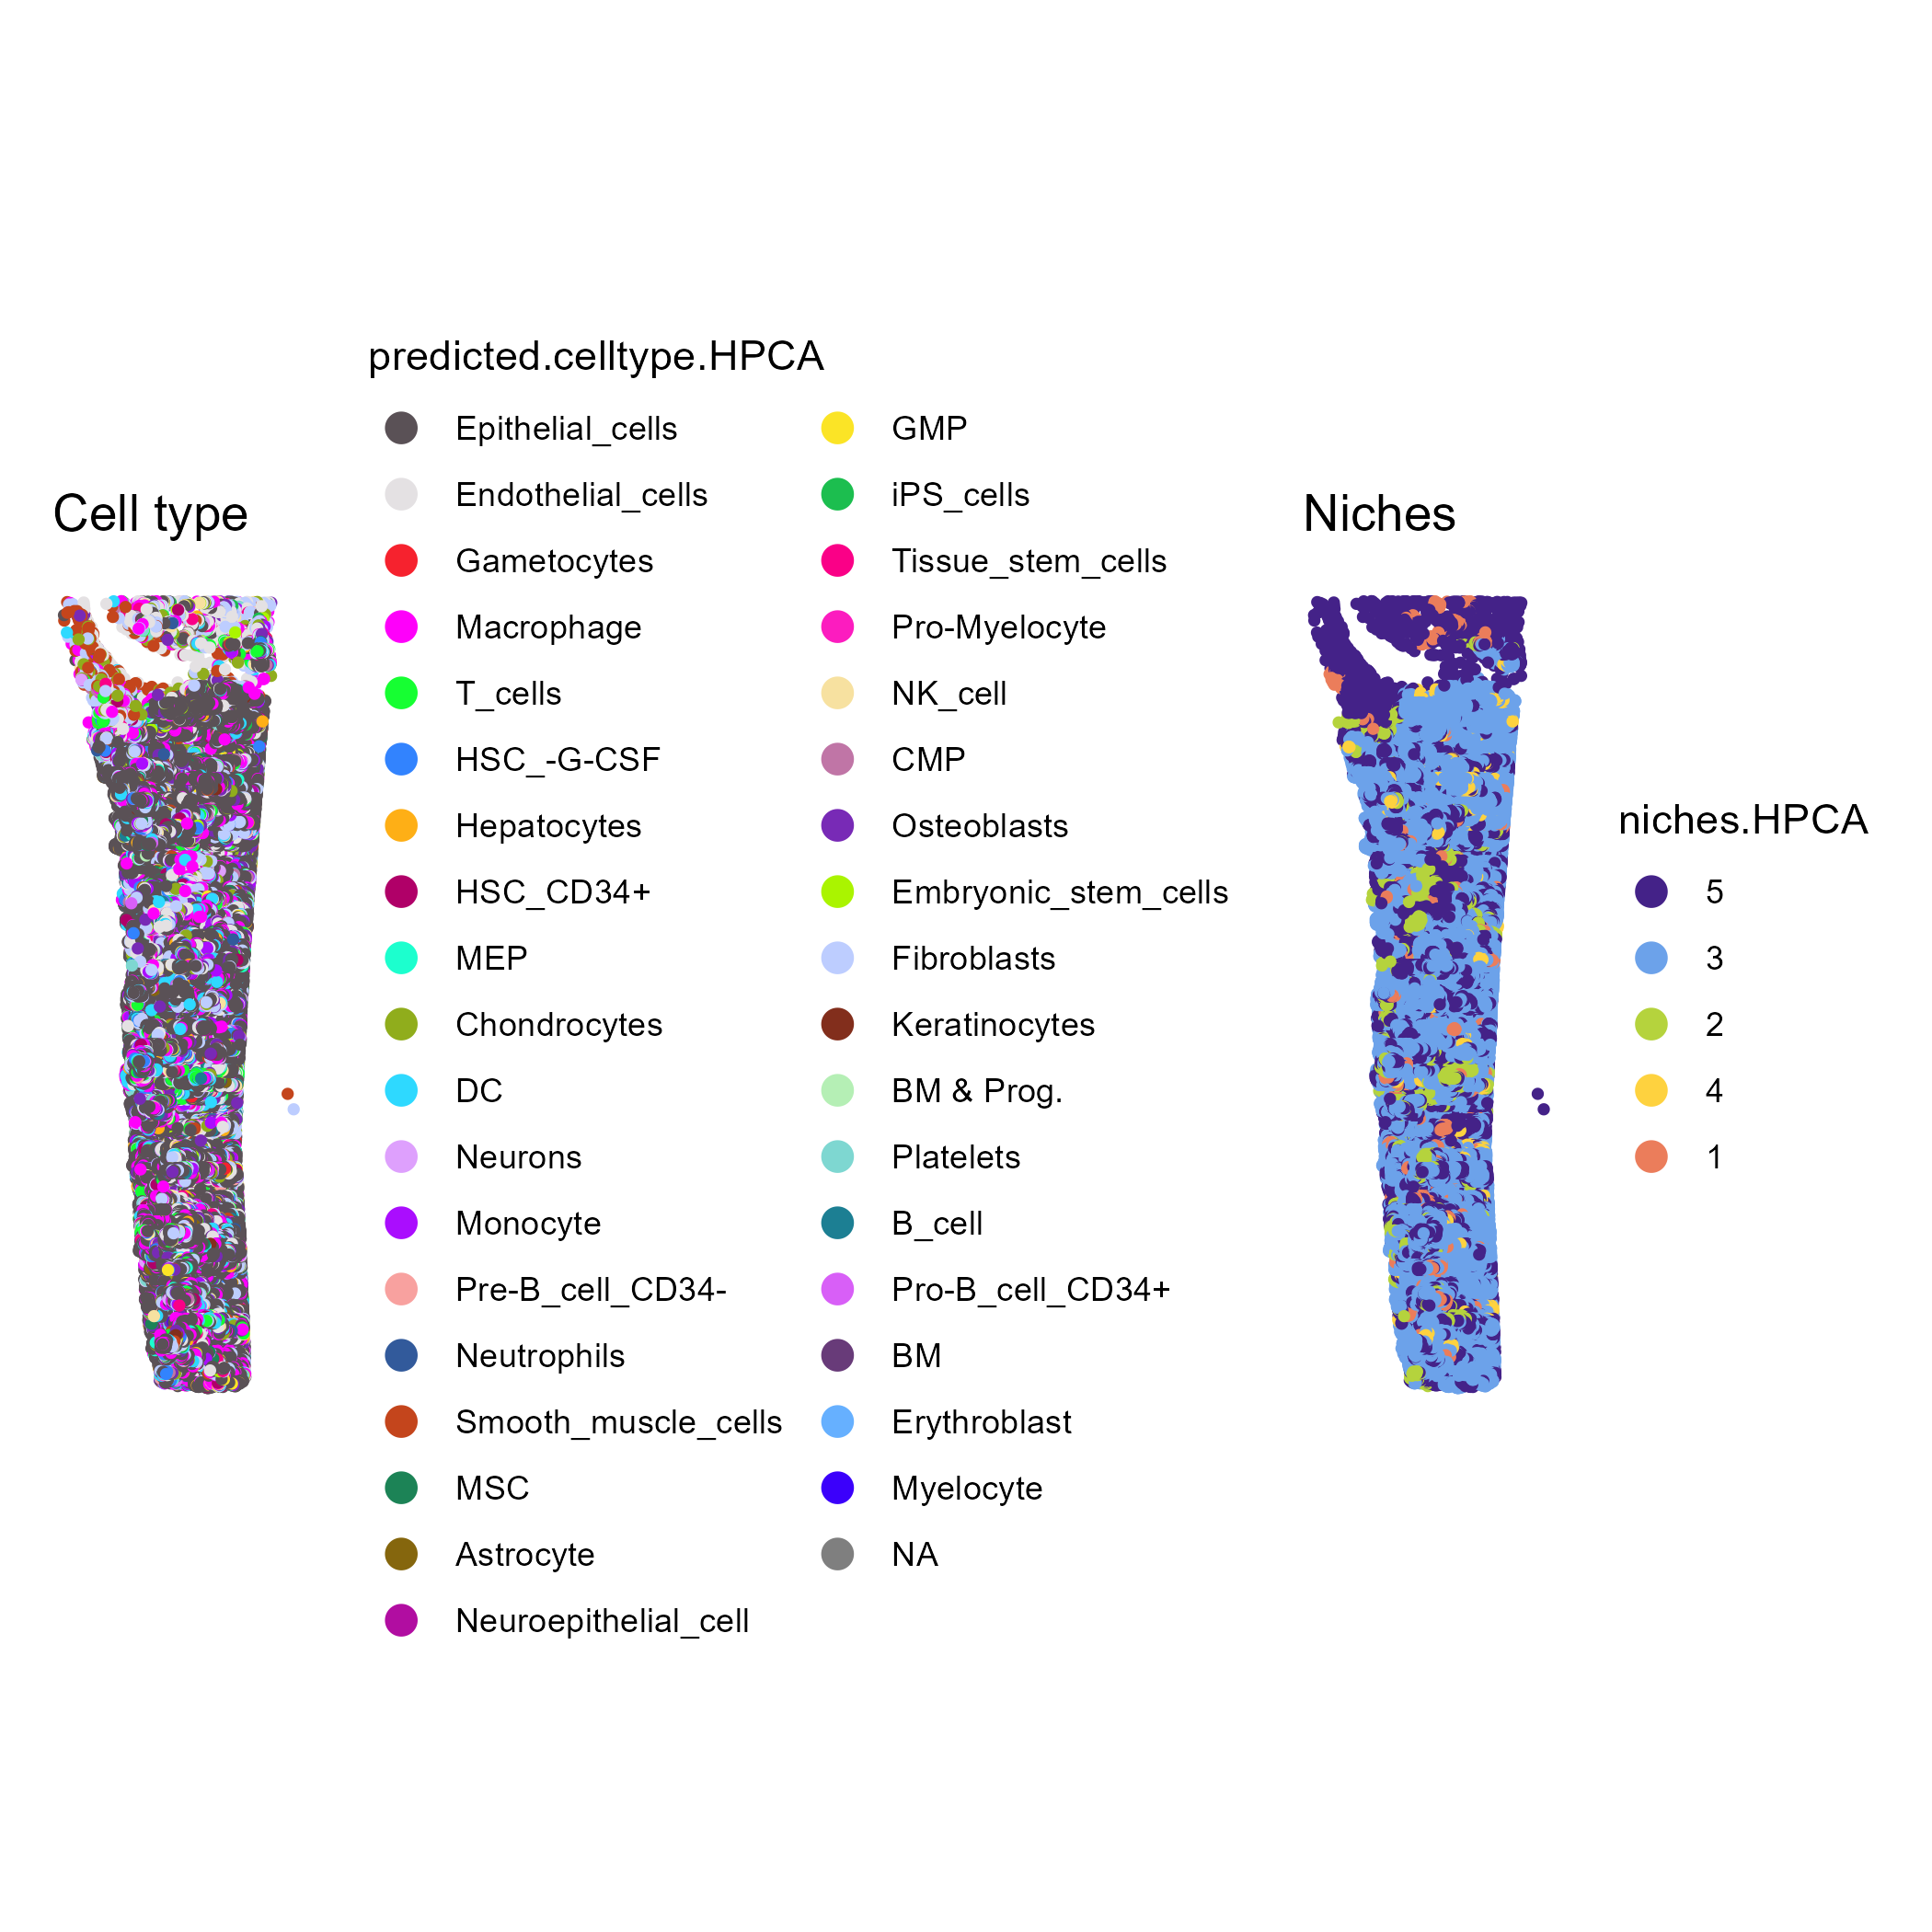 Cell type
predicted.celltype.HPCA
Epithelial_cells
Endothelial_cells
Gametocytes
Macrophage
T_cells
HSC_-G-CSF
Hepatocytes
HSC_CD34+
MEP
Chondrocytes
DC
Neurons
Monocyte
Pre-B_cell_CD34-
Neutrophils
Smooth_muscle_cells
MSC
Astrocyte
Neuroepithelial_cell
GMP
iPS_cells
Tissue_stem_cells
Pro-Myelocyte
NK_cell
CMP
Osteoblasts
Embryonic_stem_cells
Fibroblasts
Keratinocytes
BM & Prog.
Platelets
B_cell
Pro-B_cell_CD34+
BM
Erythroblast
Myelocyte
NA
Niches
niches.HPCA
5
3
2
4
1